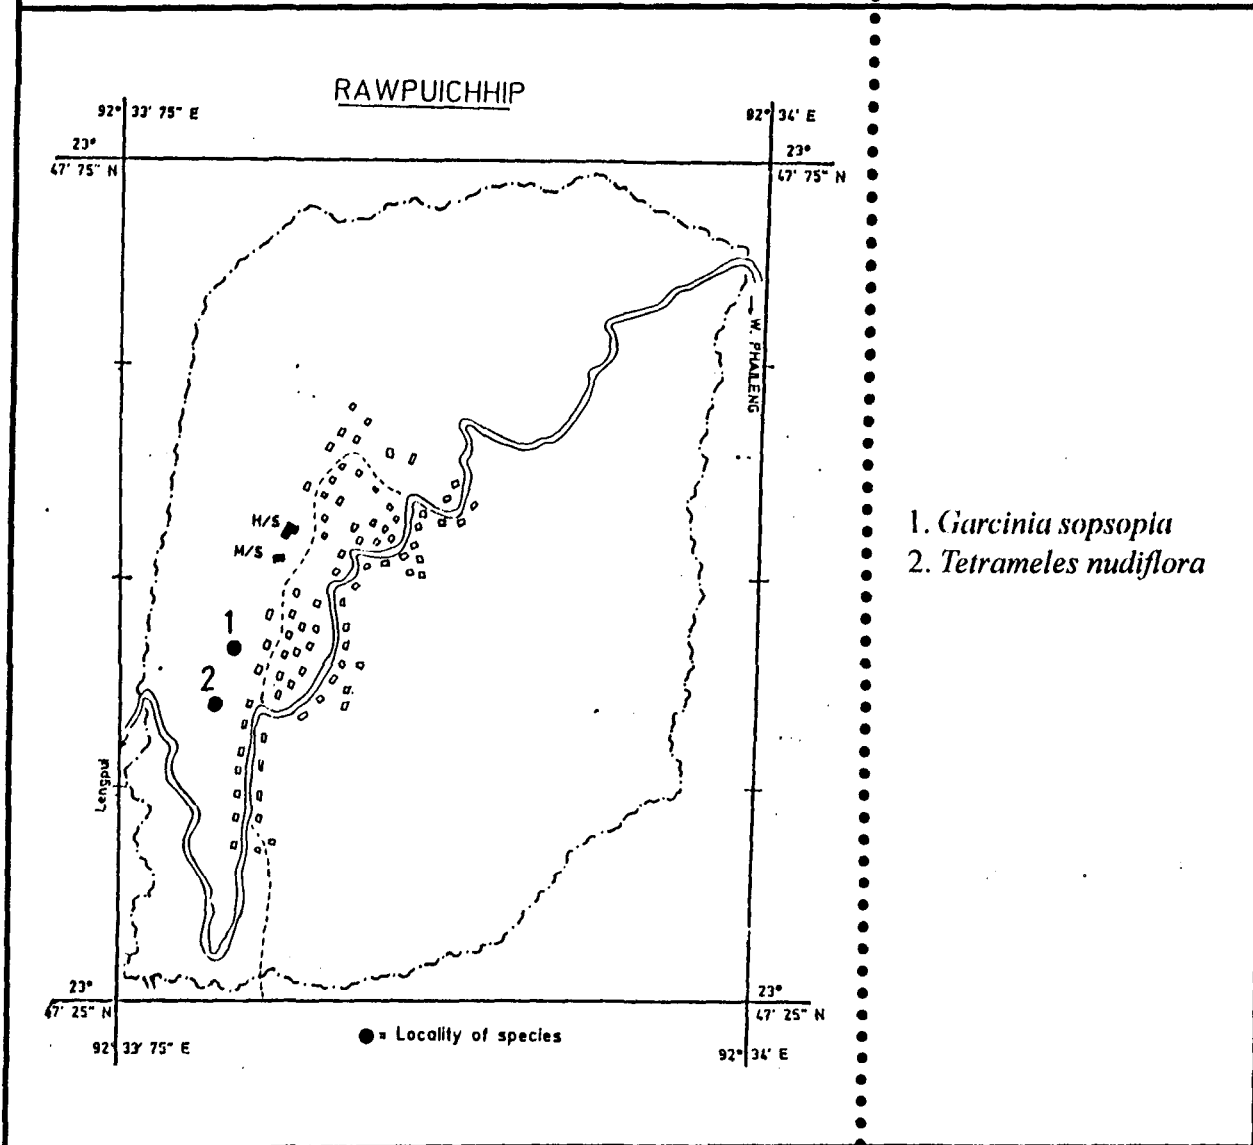 RAWPUICHHIP
92° 33' 75" E
92° 34' E
23°
47' 75" N
23°
47' 75" N
→ W. PHAILENG
H/S
M/S
1
2
1. Garcinia sopsopia
2. Tetrameles nudiflora
Lengpui
23°
47' 25" N
23°
47' 25" N
● = Locality of species
92° 33' 75" E
92° 34' E